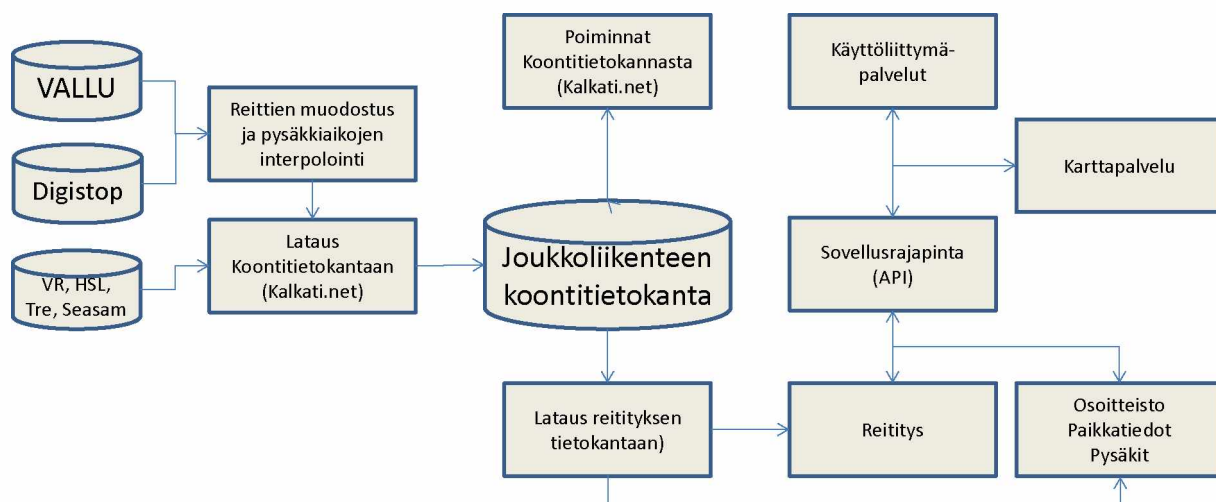 VALLU
Digistop
VR, HSL,
Tre, Seasam
Reittien muodostus
ja pysäkkiaikojen
interpolointi
Lataus
Koontitietokantaan
(Kalkati.net)
Poiminnat
Koontitietokannasta
(Kalkati.net)
Joukkoliikenteen
koontitietokanta
Lataus reitityksen
tietokantaan)
Käyttöliittymä-
palvelut
Karttapalvelu
Sovellusrajapinta
(API)
Reititys
Osoitteisto
Paikkatiedot
Pysäkit